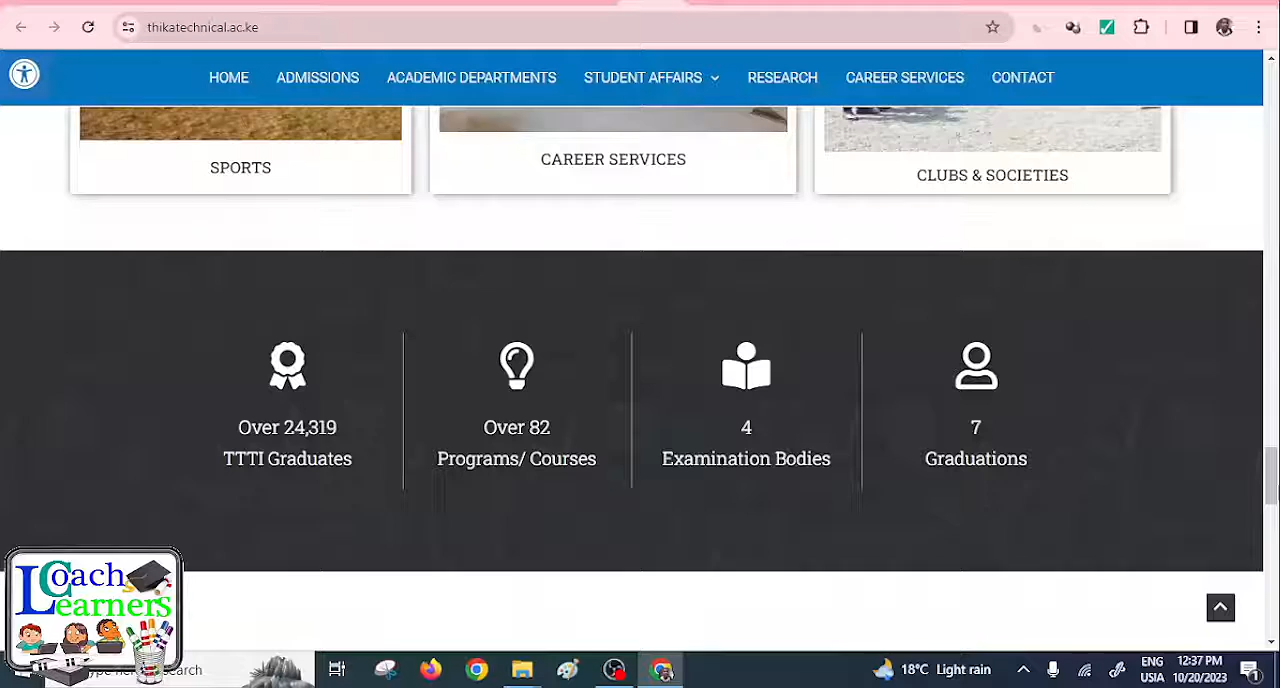 thikatechnical.ac.ke
HOME ADMISSIONS ACADEMIC DEPARTMENTS STUDENT AFFAIRS RESEARCH CAREER SERVICES CONTACT
SPORTS
CAREER SERVICES
CLUBS & SOCIETIES
Over 24,319
TTTI Graduates
Over 82
Programs/ Courses
4
Examination Bodies
7
Graduations
Coach
Learners
search
18°C Light rain
ENG
USIA
12:37 PM
10/20/2023
1